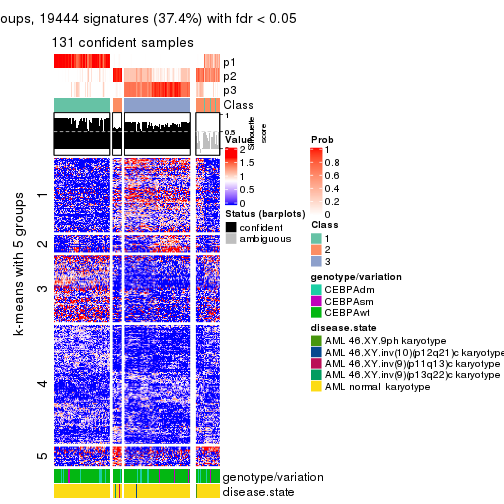 oups, 19444 signatures (37.4%) with fdr < 0.05
131 confident samples
p1
p2
p3
Class
1
0.5
0
Silhouette
score
k-means with 5 groups
1
2
3
4
5
genotype/variation
disease.state
Value
2
1.5
1
0.5
0
Status (barplots)
confident
ambiguous
Prob
1
0.8
0.6
0.4
0.2
0
Class
1
2
3
genotype/variation
CEBPAdm
CEBPAsm
CEBPAwt
disease.state
AML 46.XY.9ph karyotype
AML 46.XY.inv(10)(p12q21)c karyotype
AML 46.XY.inv(9)(p11q13)c karyotype
AML 46.XY.inv(9)(p13q22)c karyotype
AML normal karyotype